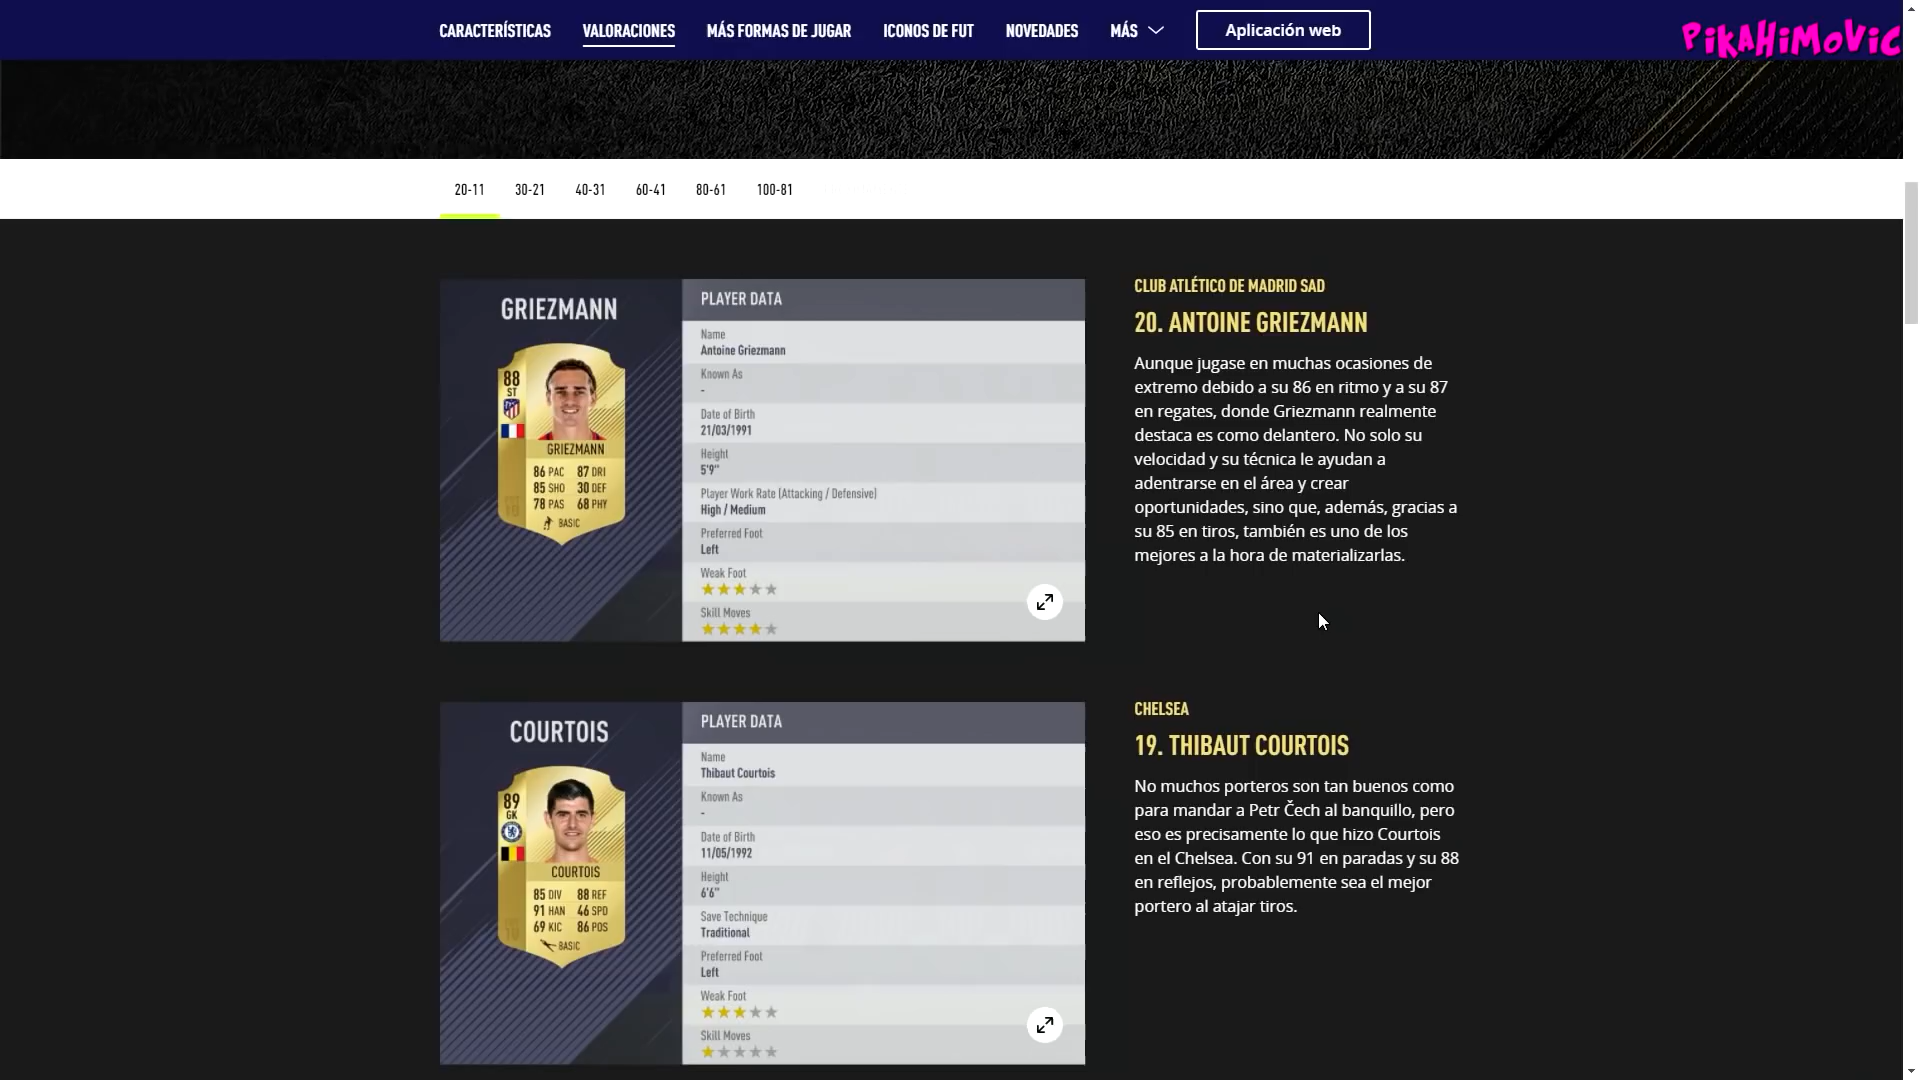 CARACTERÍSTICAS VALORACIONES MÁS FORMAS DE JUGAR ICONOS DE FUT NOVEDADES MÁS Aplicación web
PiKAHiMOViC
20-11 30-21 40-31 60-41 80-61 100-81
GRIEZMANN
88
ST
GRIEZMANN
86 PAC 87 DRI
85 SHO 30 DEF
78 PAS 68 PHY
BASIC
PLAYER DATA
Name
Antoine Griezmann
Known As
-
Date of Birth
21/03/1991
Height
5'9"
Player Work Rate (Attacking / Defensive)
High / Medium
Preferred Foot
Left
Weak Foot
Skill Moves
CLUB ATLÉTICO DE MADRID SAD
20. ANTOINE GRIEZMANN
Aunque jugase en muchas ocasiones de
extremo debido a su 86 en ritmo y a su 87
en regates, donde Griezmann realmente
destaca es como delantero. No solo su
velocidad y su técnica le ayudan a
adentrarse en el área y crear
oportunidades, sino que, además, gracias a
su 85 en tiros, también es uno de los
mejores a la hora de materializarlas.
COURTOIS
89
GK
COURTOIS
85 DIV 88 REF
91 HAN 46 SPD
69 KIC 86 POS
BASIC
PLAYER DATA
Name
Thibaut Courtois
Known As
-
Date of Birth
11/05/1992
Height
6'6"
Save Technique
Traditional
Preferred Foot
Left
Weak Foot
Skill Moves
CHELSEA
19. THIBAUT COURTOIS
No muchos porteros son tan buenos como
para mandar a Petr Čech al banquillo, pero
eso es precisamente lo que hizo Courtois
en el Chelsea. Con su 91 en paradas y su 88
en reflejos, probablemente sea el mejor
portero al atajar tiros.